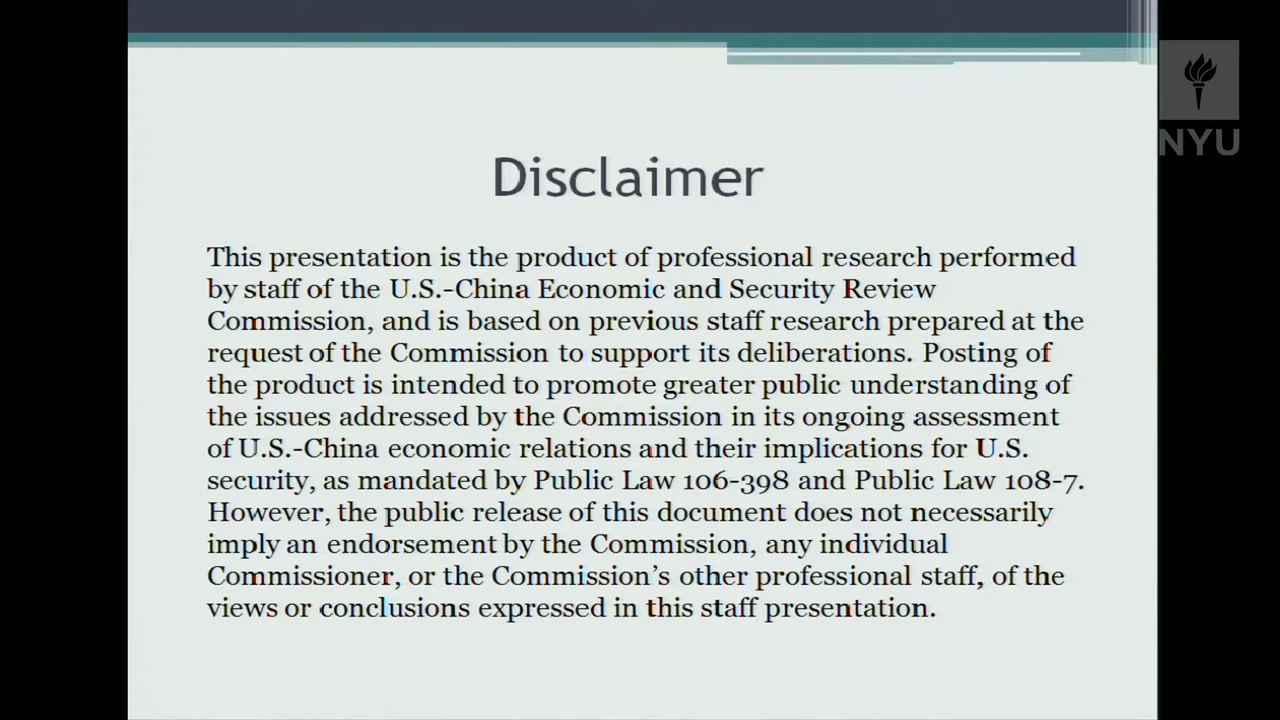 NYU
Disclaimer
This presentation is the product of professional research performed
by staff of the U.S.-China Economic and Security Review
Commission, and is based on previous staff research prepared at the
request of the Commission to support its deliberations. Posting of
the product is intended to promote greater public understanding of
the issues addressed by the Commission in its ongoing assessment
of U.S.-China economic relations and their implications for U.S.
security, as mandated by Public Law 106-398 and Public Law 108-7.
However, the public release of this document does not necessarily
imply an endorsement by the Commission, any individual
Commissioner, or the Commission's other professional staff, of the
views or conclusions expressed in this staff presentation.